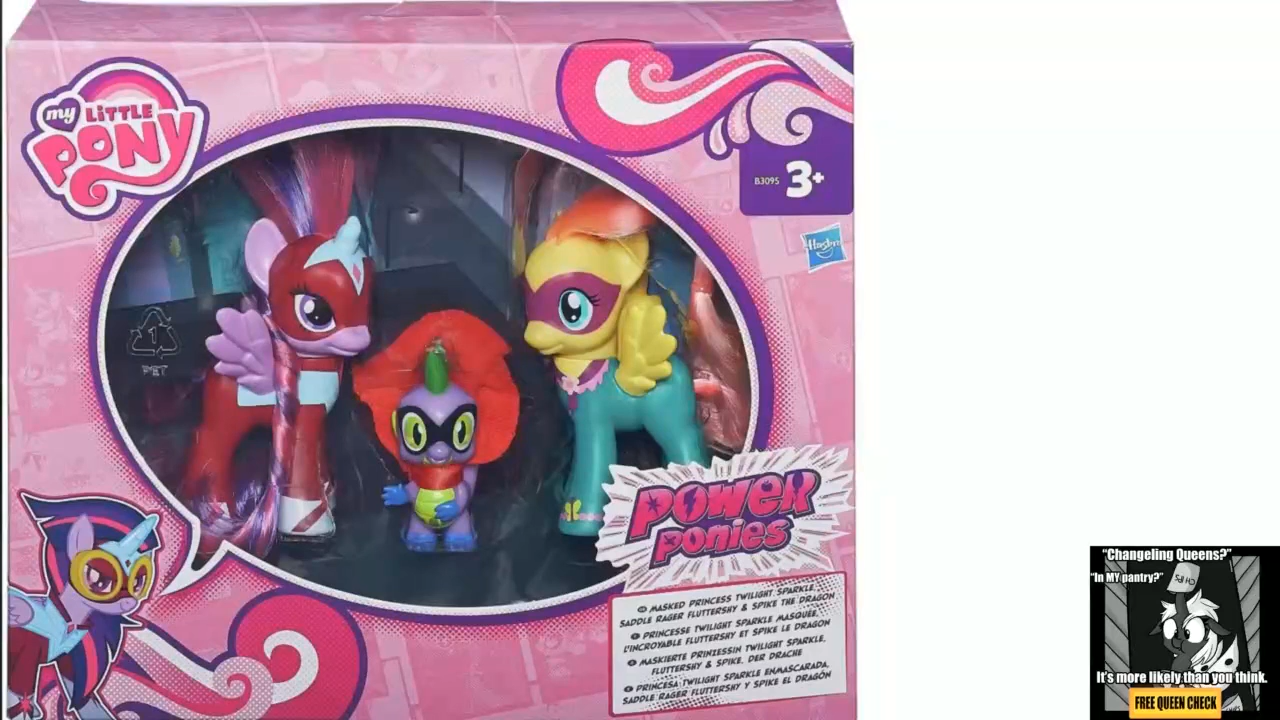 my LiTTLE
PONY
B3095 3+
Hasbro
1
PET
POWER
PONIES
MASKED PRINCESS TWILIGHT SPARKLE,
SADDLE RAGER FLUTTERSHY & SPIKE THE DRAGON
PRINCESSE TWILIGHT SPARKLE MASQUÉE,
L'INCROYABLE FLUTTERSHY ET SPIKE LE DRAGON
MASKIERTE PRINZESSIN TWILIGHT SPARKLE,
FLUTTERSHY & SPIKE, DER DRACHE
PRINCESA TWILIGHT SPARKLE ENMASCARADA,
SADDLE RAGER FLUTTERSHY Y SPIKE EL DRAGÓN
"Changeling Queens?"
"In MY pantry?"
It's more likely than you think.
FREE QUEEN CHECK